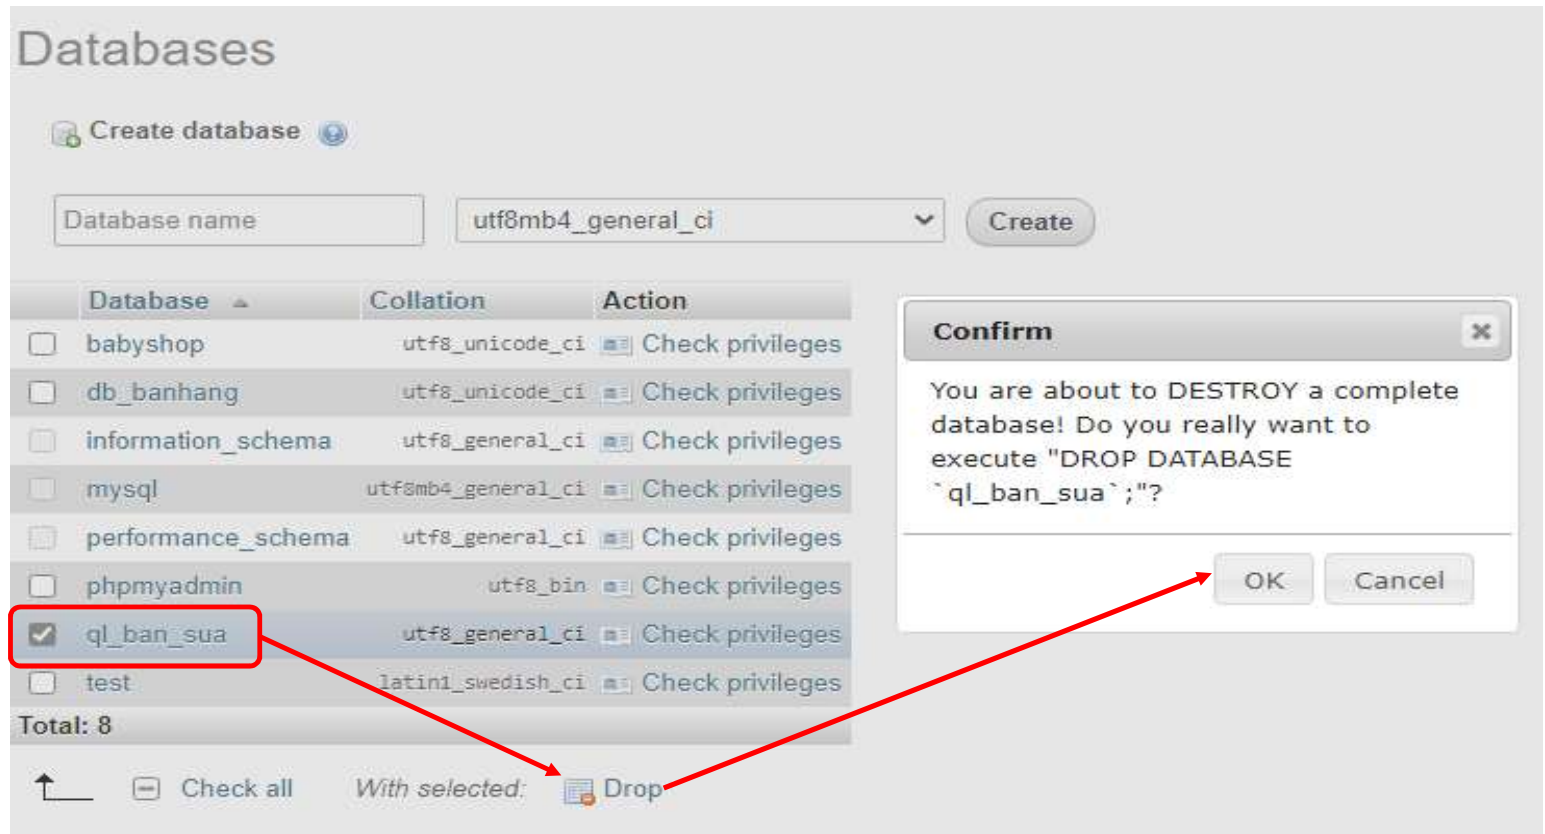 Databases
Create database
Database name
utf8mb4_general_ci
Create
Database Collation Action
babyshop utf8_unicode_ci Check privileges
db_banhang utf8_unicode_ci Check privileges
information_schema utf8_general_ci Check privileges
mysql utf8mb4_general_ci Check privileges
performance_schema utf8_general_ci Check privileges
phpmyadmin utf8_bin Check privileges
ql_ban_sua utf8_general_ci Check privileges
test latin1_swedish_ci Check privileges
Total: 8
Check all With selected: Drop
Confirm
You are about to DESTROY a complete
database! Do you really want to
execute "DROP DATABASE
`ql_ban_sua`;"?
OK Cancel